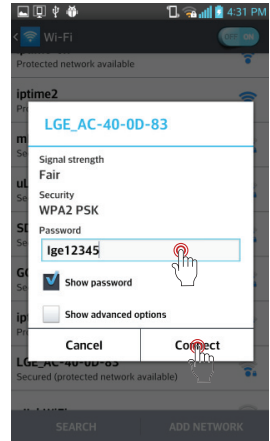 4:31 PM
Wi-Fi
OFF ON
Protected network available
iptime2
LGE_AC-40-0D-83
Signal strength
Fair
Security
WPA2 PSK
Password
lge12345
Show password
Show advanced options
Cancel Connect
LGE_AC-40-0D-83
Secured (protected network available)
SEARCH ADD NETWORK